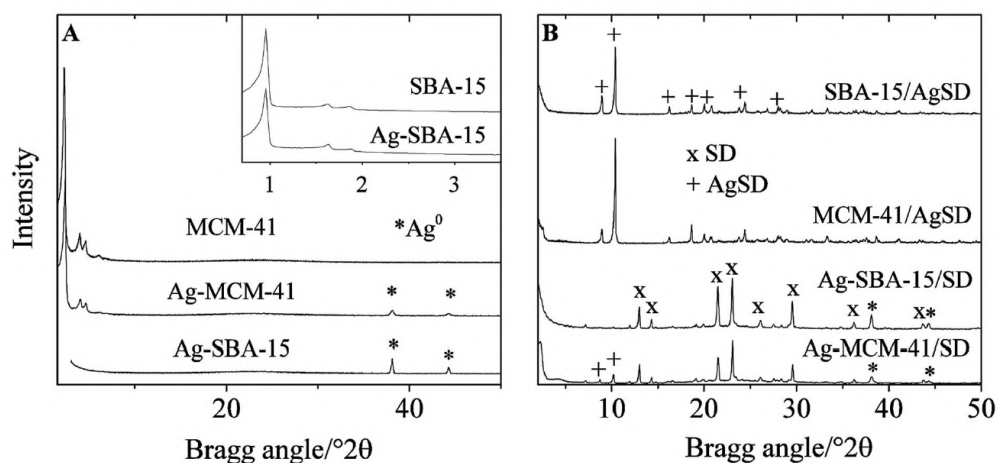 A
SBA-15
Ag-SBA-15
1 2 3
MCM-41
*Ag⁰
Ag-MCM-41
* *
Ag-SBA-15
* *
Intensity
20 40
Bragg angle/°2θ
B
+
+ + + + + +
SBA-15/AgSD
x SD
+ AgSD
MCM-41/AgSD
Ag-SBA-15/SD
x x x x x x x * x *
Ag-MCM-41/SD
+ + * *
10 20 30 40 50
Bragg angle/°2θ